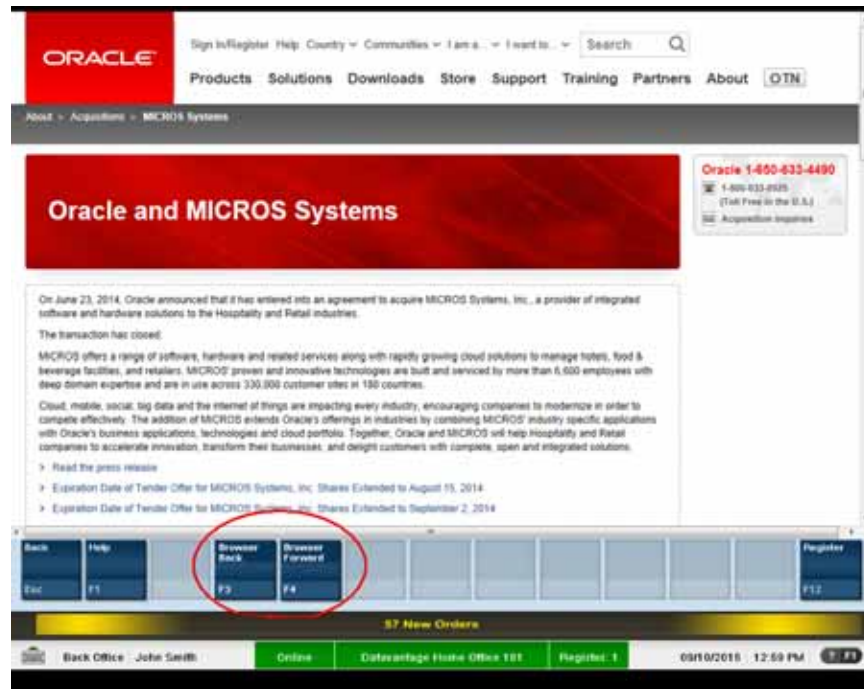 ORACLE
Sign In/Register Help Country Communities I am a... I want to... Search
Products Solutions Downloads Store Support Training Partners About OTN
About > Acquisitions > MICROS Systems
Oracle and MICROS Systems
Oracle 1-650-633-4490
(Toll Free in the U.S.)
Acquisition inquiries
On June 23, 2014, Oracle announced that it has entered into an agreement to acquire MICROS Systems, Inc., a provider of integrated
software and hardware solutions to the Hospitality and Retail industries.
The transaction has closed.
MICROS offers a range of software, hardware and related services along with rapidly growing cloud solutions to manage hotels, food &
beverage facilities, and retailers. MICROS' proven and innovative technologies are built and serviced by more than 6,600 employees with
deep domain expertise and are in use across 330,000 customer sites in 180 countries.
Cloud, mobile, social, big data and the internet of things are impacting every industry, encouraging companies to modernize in order to
compete effectively. The addition of MICROS extends Oracle's offerings in industries by combining MICROS' industry specific applications
with Oracle's business applications, technologies and cloud portfolio. Together, Oracle and MICROS will help Hospitality and Retail
companies to accelerate innovation, transform their businesses, and delight customers with complete, open and integrated solutions.
> Read the press release
> Expiration Date of Tender Offer for MICROS Systems, Inc. Shares Extended to August 15, 2014
> Expiration Date of Tender Offer for MICROS Systems, Inc. Shares Extended to September 2, 2014
Back Help Browser Back Browser Forward Register
Esc F1 F3 F4 F12
57 New Orders
Back Office John Smith Online Datavantage Home Office 101 Register: 1 09/10/2015 12:59 PM ? F1